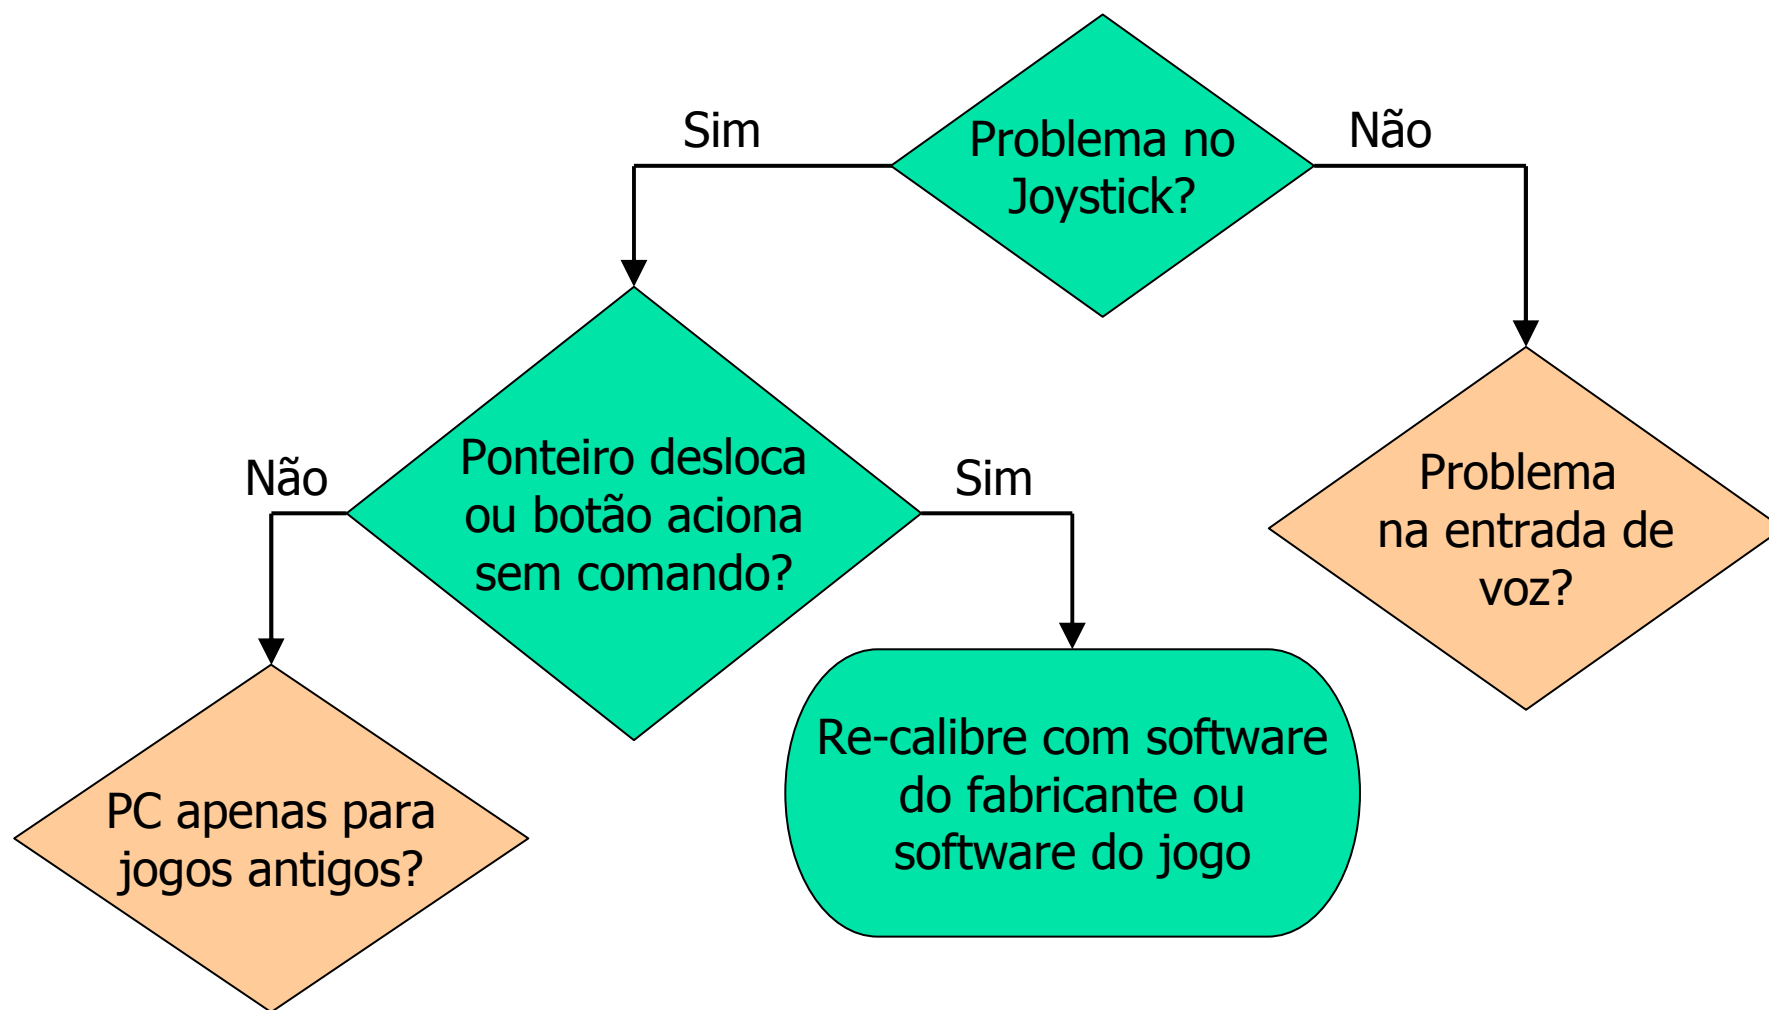 Sim
Problema no
Joystick?
Não
Não
Ponteiro desloca
ou botão aciona
sem comando?
Sim
Problema
na entrada de
voz?
PC apenas para
jogos antigos?
Re-calibre com software
do fabricante ou
software do jogo